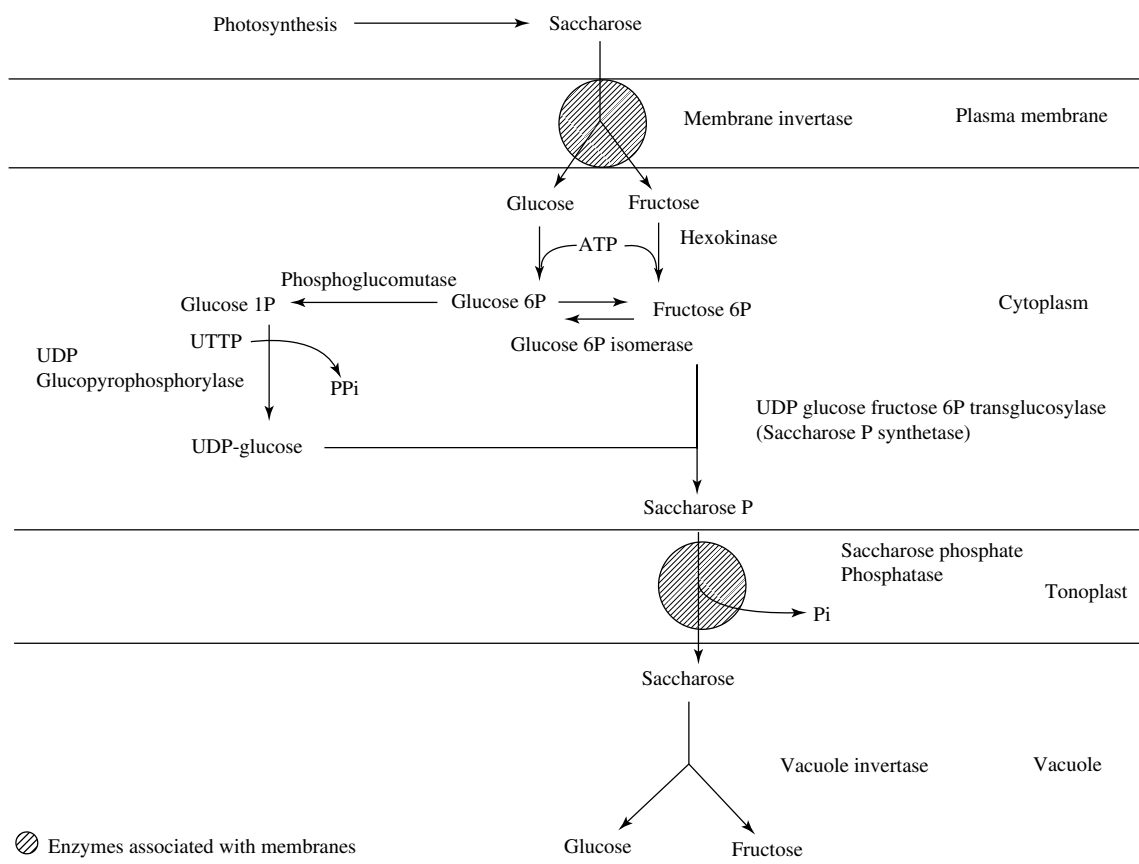 Photosynthesis
Saccharose
Membrane invertase
Plasma membrane
Glucose
Fructose
ATP
Hexokinase
Phosphoglucomutase
Glucose 1P
Glucose 6P
Fructose 6P
Cytoplasm
UTTP
Glucose 6P isomerase
UDP
Glucopyrophosphorylase
PPi
UDP glucose fructose 6P transglucosylase
(Saccharose P synthetase)
UDP-glucose
Saccharose P
Saccharose phosphate
Phosphatase
Tonoplast
Pi
Saccharose
Vacuole invertase
Vacuole
Glucose
Fructose
Enzymes associated with membranes